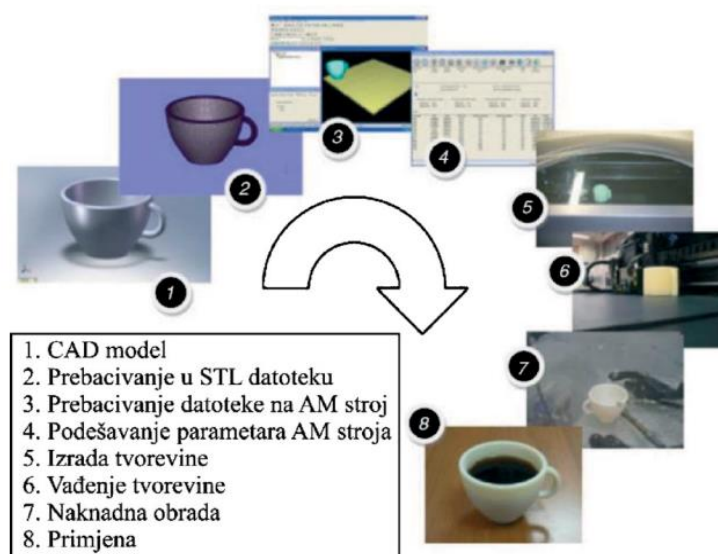 1
2
3
4
5
6
7
8
1. CAD model
2. Prebacivanje u STL datoteku
3. Prebacivanje datoteke na AM stroj
4. Podešavanje parametara AM stroja
5. Izrada tvorevine
6. Vađenje tvorevine
7. Naknadna obrada
8. Primjena